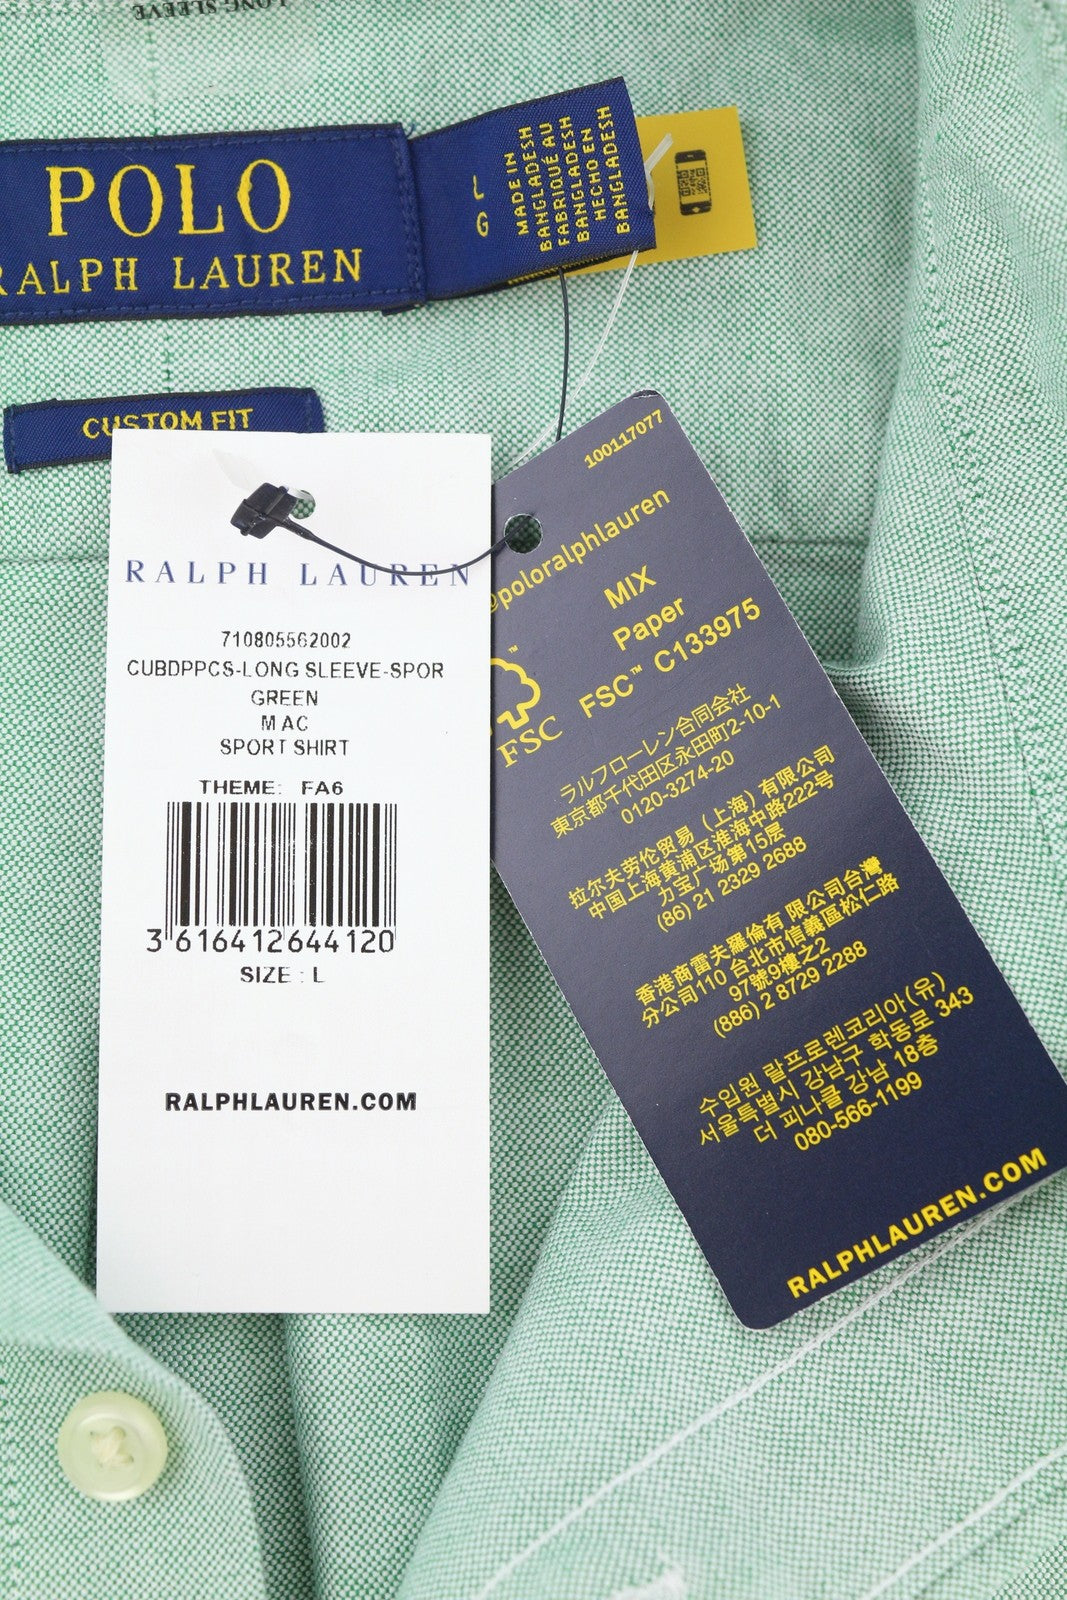 LONG SLEEVE
POLO
RALPH LAUREN
L
G
MADE IN
BANGLADESH
FABRIQUÉ AU
BANGLADESH
HECHO EN
BANGLADESH
CUSTOM FIT
RALPH LAUREN
710805562002
CUBDPPCS-LONG SLEEVE-SPOR
GREEN
M AC
SPORT SHIRT
THEME: FA6
3 616412 644120
SIZE : L
RALPHLAUREN.COM
100117077
@poloralphlauren
MIX
Paper
FSC™ C133975
™
FSC
ラルフローレン合同会社
東京都千代田区永田町2-10-1
0120-3274-20
拉尔夫劳伦贸易（上海）有限公司
中国上海黄浦区淮海中路222号
力宝广场第15层
(86) 21 2329 2688
香港商雷夫羅倫有 限公司台灣
分公司110 台北市信義區松仁路
97號9樓之2
(886) 2 8729 2288
수입원 랄프로렌코리아(유)
서울특별시 강남구 학동로 343
더 피나클 강남 18층
080-566-1199
RALPHLAUREN.COM